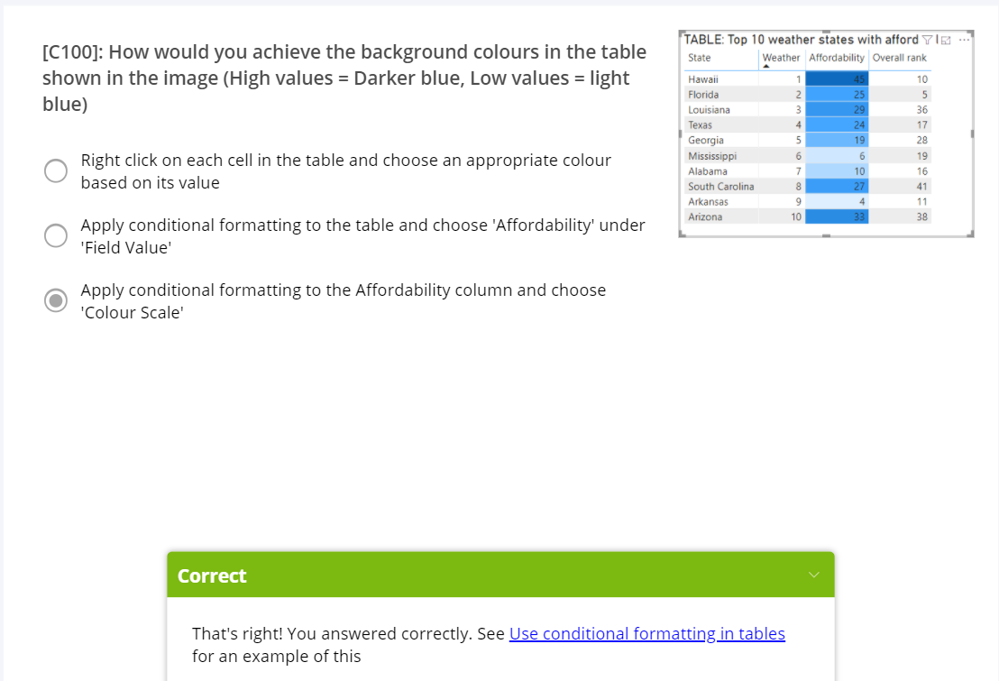 [C100]: How would you achieve the background colours in the table
shown in the image (High values = Darker blue, Low values = light
blue)
Right click on each cell in the table and choose an appropriate colour
based on its value
Apply conditional formatting to the table and choose 'Affordability' under
'Field Value'
Apply conditional formatting to the Affordability column and choose
'Colour Scale'
TABLE: Top 10 weather states with afford
State Weather Affordability Overall rank
Hawaii 1 45 10
Florida 2 25 5
Louisiana 3 29 36
Texas 4 24 17
Georgia 5 19 28
Mississippi 6 6 19
Alabama 7 10 16
South Carolina 8 27 41
Arkansas 9 4 11
Arizona 10 33 38
Correct
That's right! You answered correctly. See Use conditional formatting in tables
for an example of this